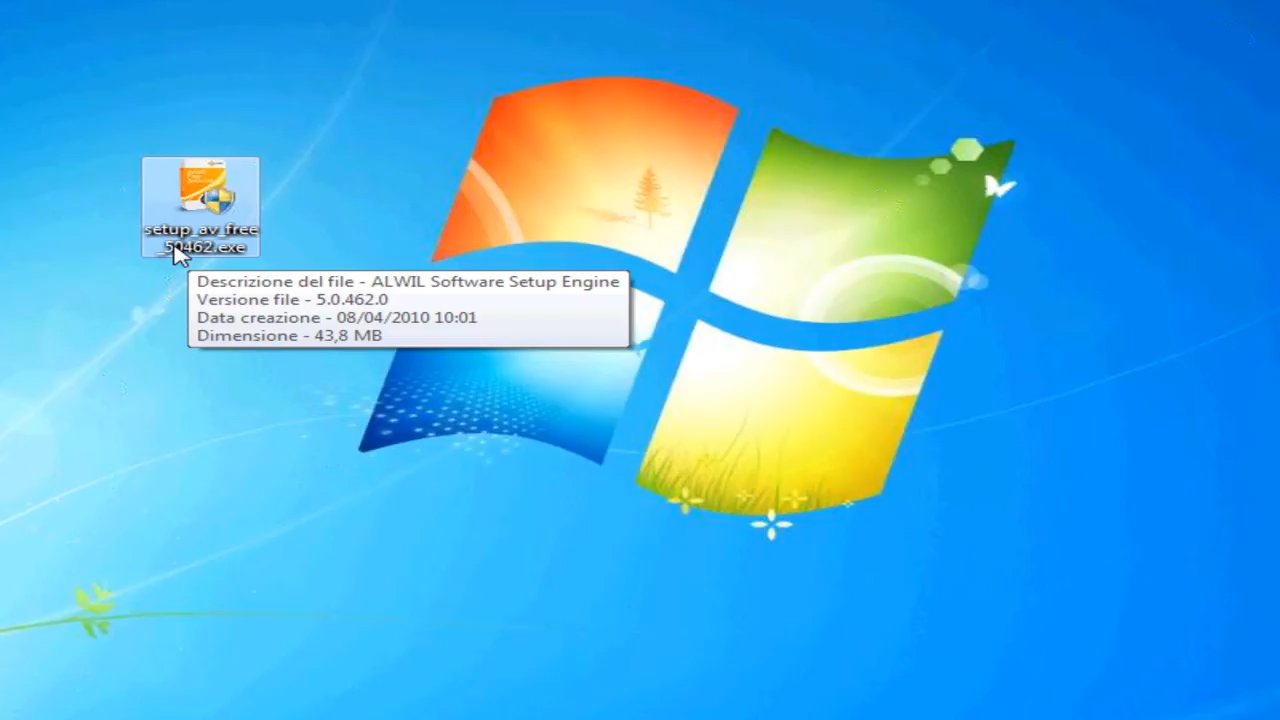 setup_av_free
_50462.exe
Descrizione del file - ALWIL Software Setup Engine
Versione file - 5.0.462.0
Data creazione - 08/04/2010 10:01
Dimensione - 43,8 MB